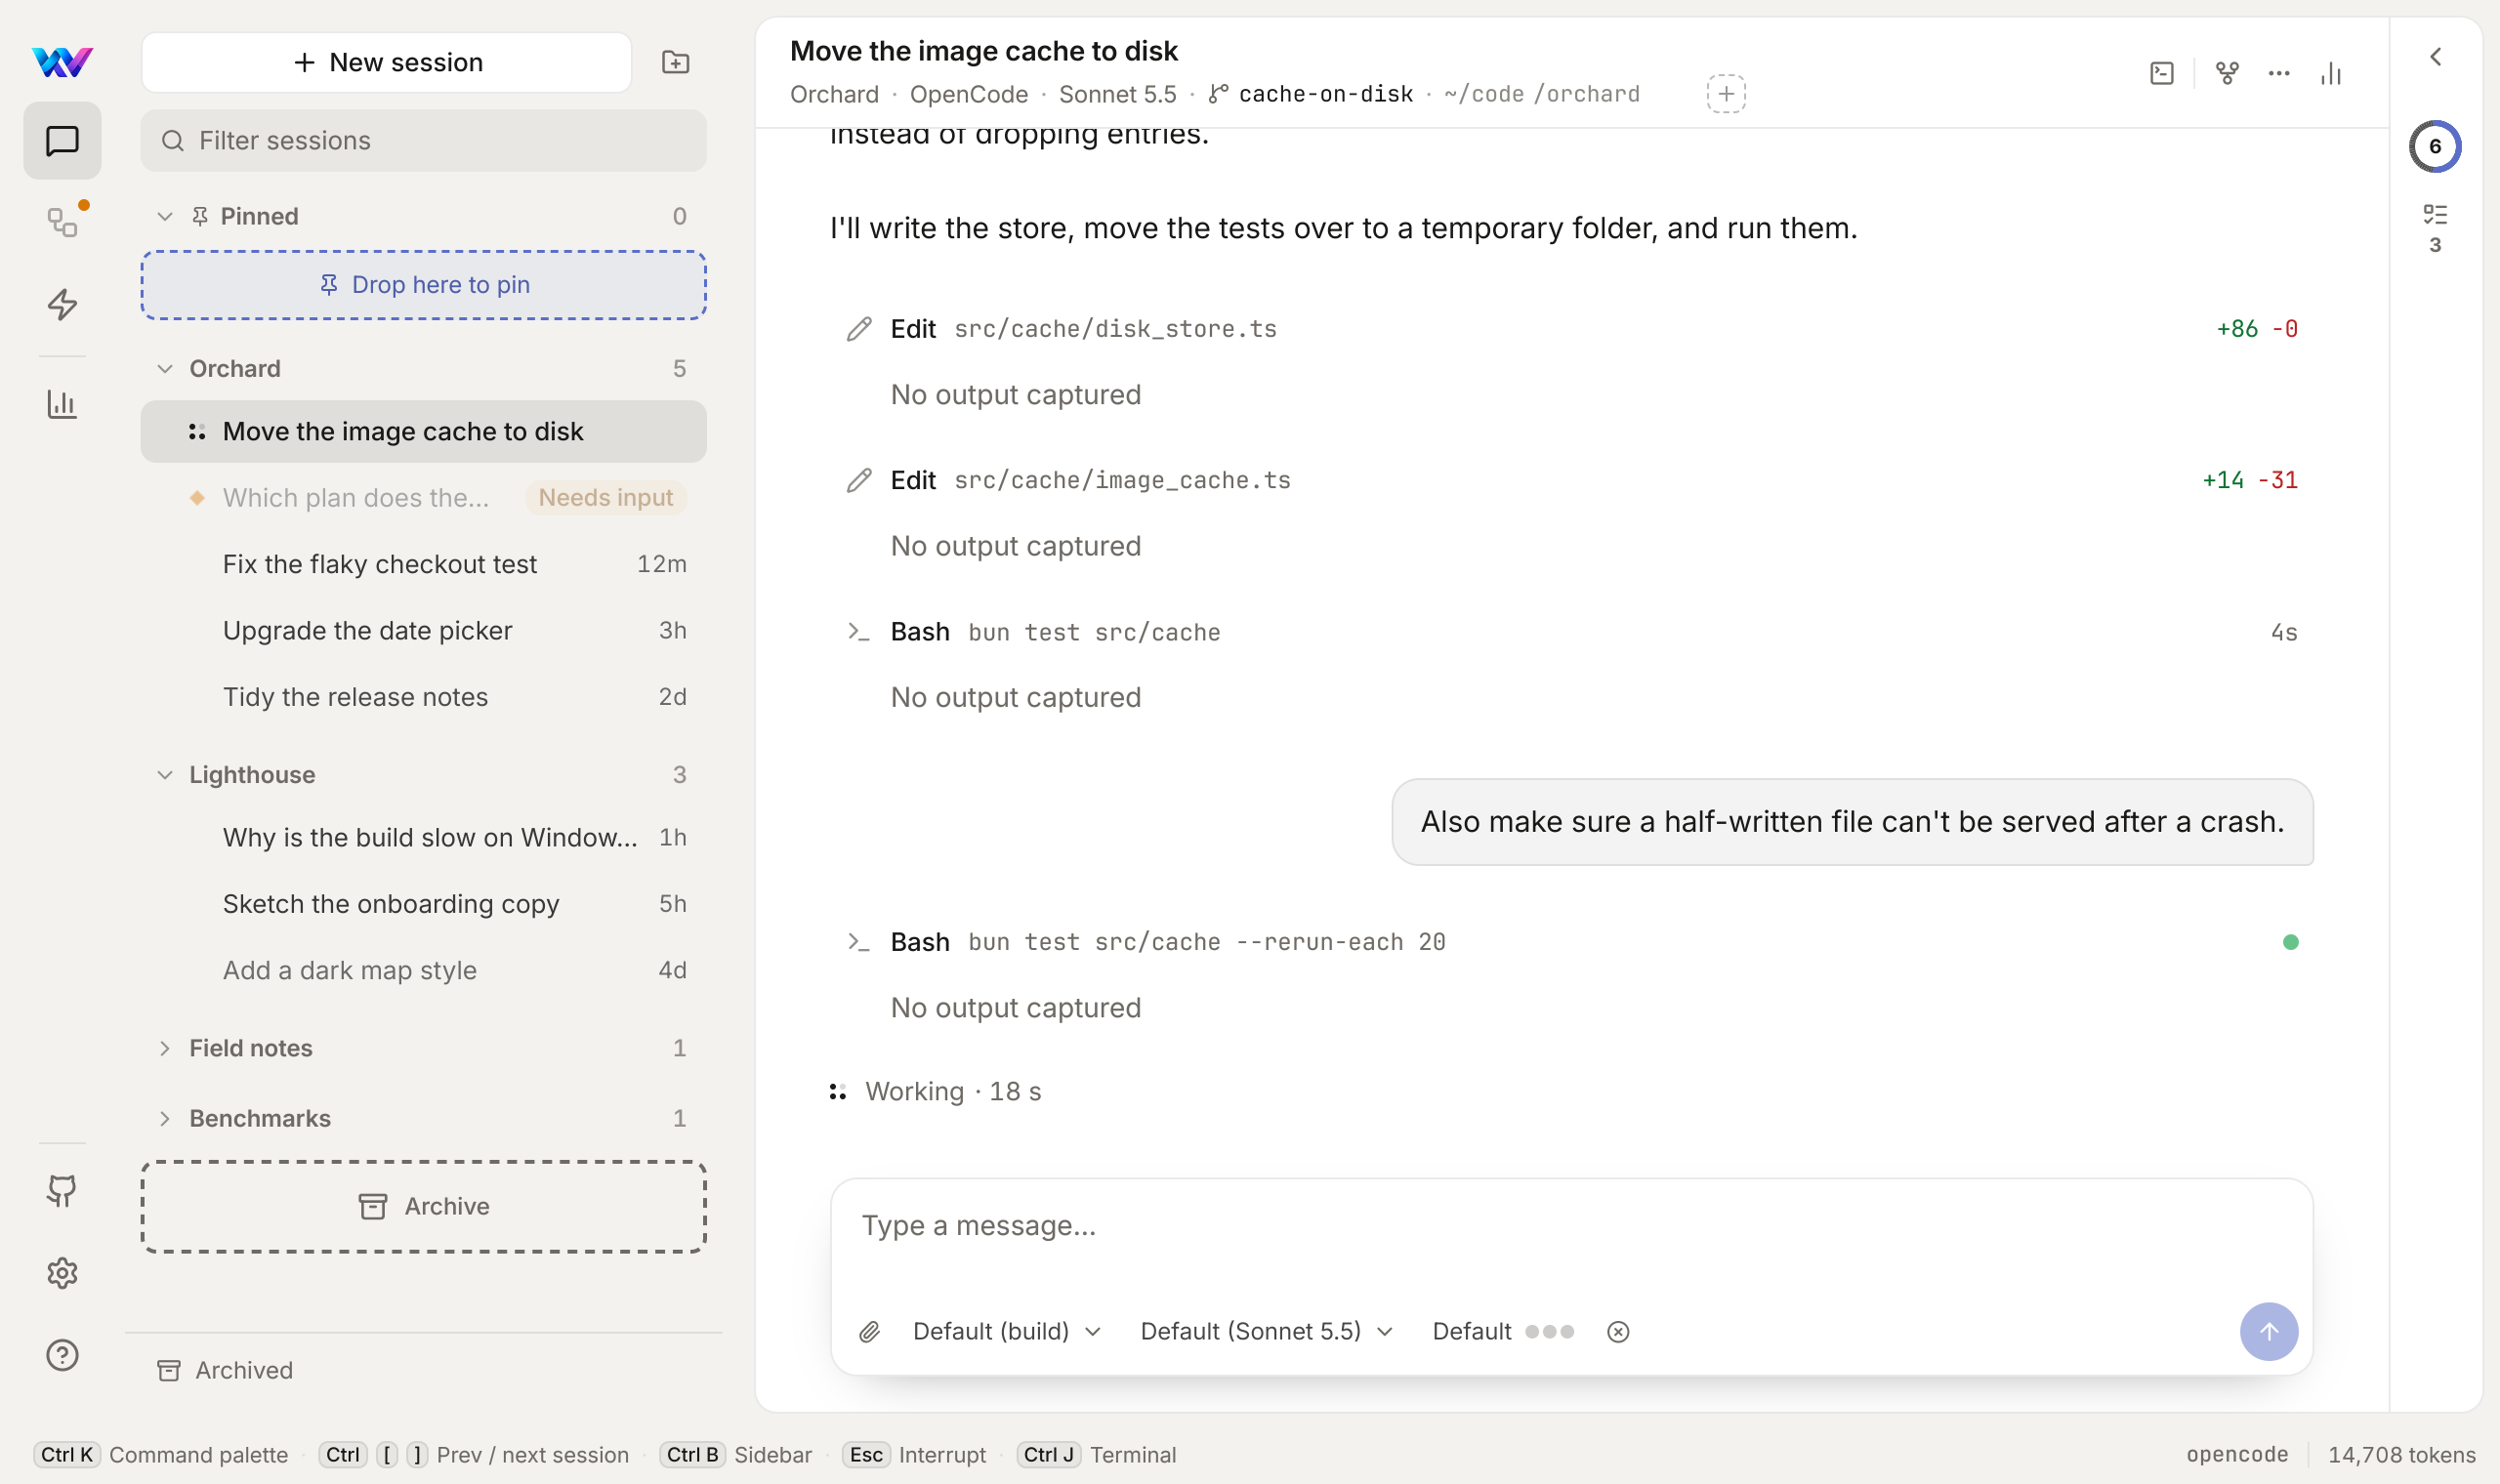 New session
Filter sessions
Pinned 0
Drop here to pin
Orchard 5
Move the image cache to disk
Which plan does the... Needs input
Fix the flaky checkout test 12m
Upgrade the date picker 3h
Tidy the release notes 2d
Lighthouse 3
Why is the build slow on Window... 1h
Sketch the onboarding copy 5h
Add a dark map style 4d
Field notes 1
Benchmarks 1
Archive
Archived
Move the image cache to disk
Orchard · OpenCode · Sonnet 5.5 · cache-on-disk · ~/code/orchard
instead of dropping entries.
I'll write the store, move the tests over to a temporary folder, and run them.
Edit src/cache/disk_store.ts +86 -0
No output captured
Edit src/cache/image_cache.ts +14 -31
No output captured
Bash bun test src/cache 4s
No output captured
Also make sure a half-written file can't be served after a crash.
Bash bun test src/cache --rerun-each 20
No output captured
Working · 18 s
Type a message...
Default (build) Default (Sonnet 5.5) Default
6
3
Ctrl K Command palette · Ctrl [ ] Prev / next session · Ctrl B Sidebar · Esc Interrupt · Ctrl J Terminal
opencode 14,708 tokens